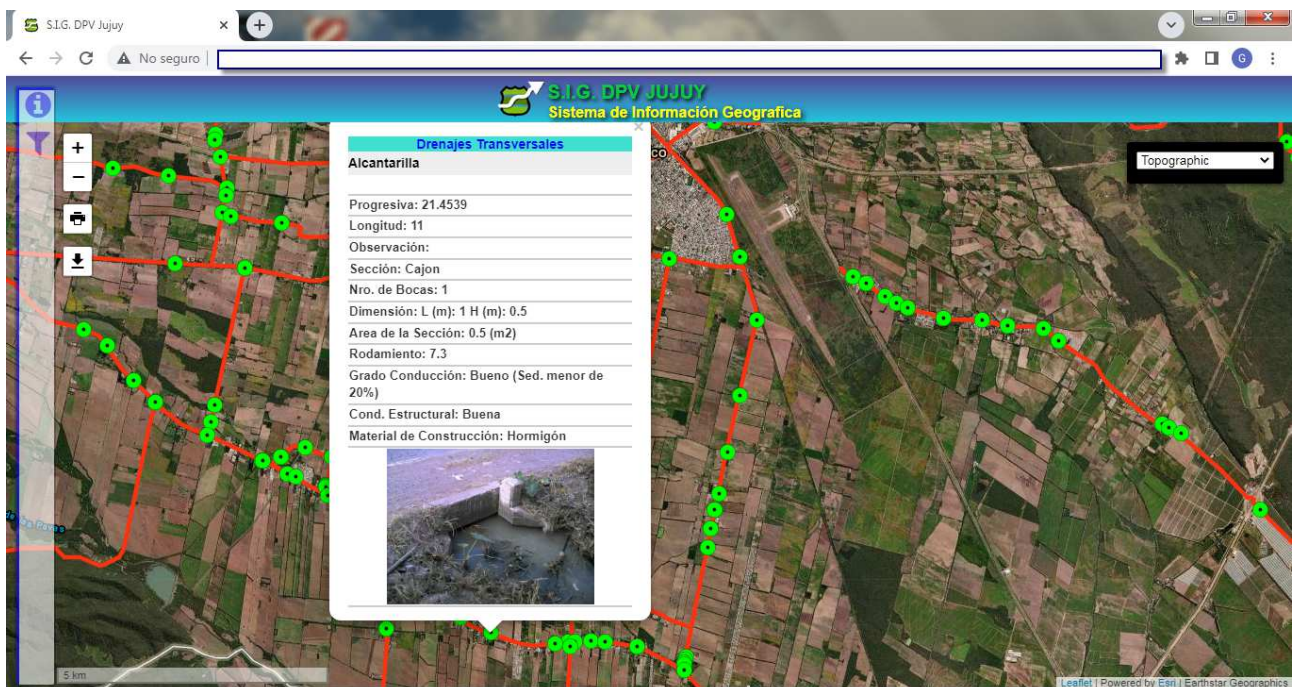 S.I.G. DPV Jujuy
No seguro
G
S.I.G. DPV JUJUY
Sistema de Información Geografica
+
−
Topographic
Drenajes Transversales
Alcantarilla
Progresiva: 21.4539
Longitud: 11
Observación:
Sección: Cajon
Nro. de Bocas: 1
Dimensión: L (m): 1 H (m): 0.5
Area de la Sección: 0.5 (m2)
Rodamiento: 7.3
Grado Conducción: Bueno (Sed. menor de
20%)
Cond. Estructural: Buena
Material de Construcción: Hormigón
5 km
Leaflet | Powered by Esri | Earthstar Geographics